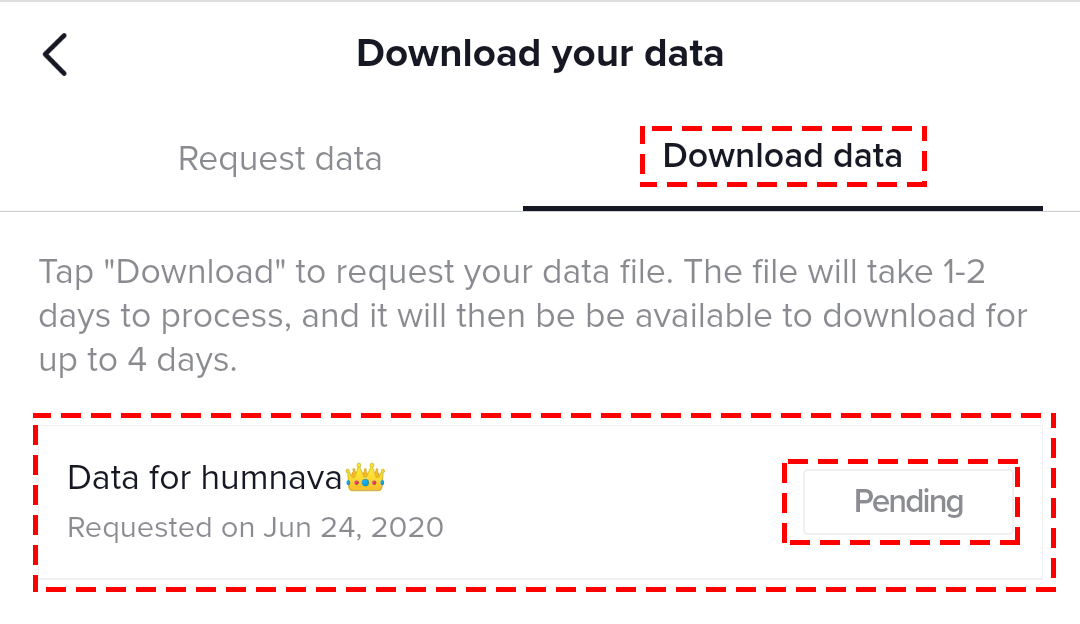 Download your data
Request data
Download data
Tap "Download" to request your data file. The file will take 1-2
days to process, and it will then be be available to download for
up to 4 days.
Data for humnava👑
Requested on Jun 24, 2020
Pending